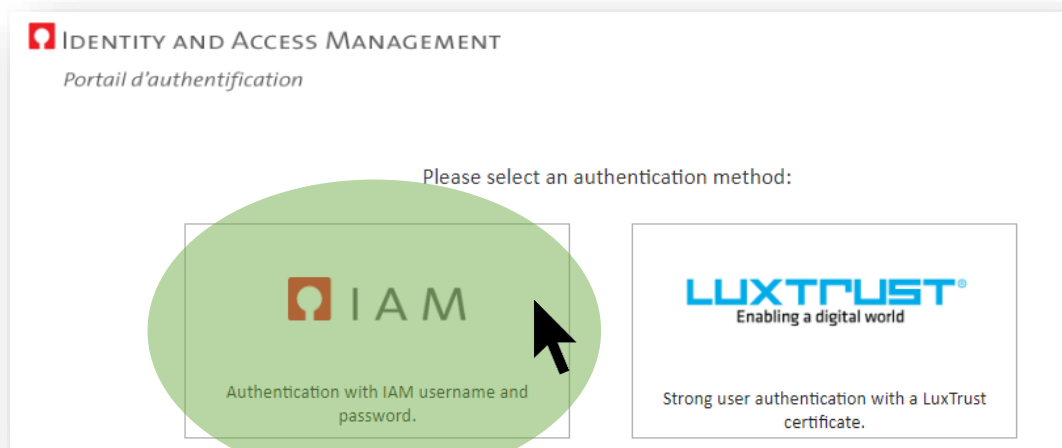 IDENTITY AND ACCESS MANAGEMENT
Portail d'authentification
Please select an authentication method:
IAM
Authentication with IAM username and
password.
LUXTRUST®
Enabling a digital world
Strong user authentication with a LuxTrust
certificate.